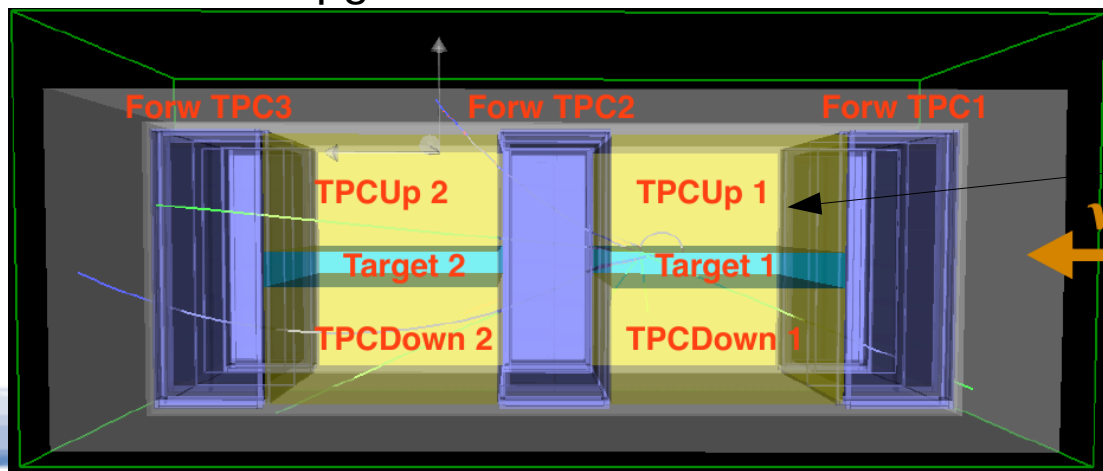 Forw TPC3 Forw TPC2 Forw TPC1
TPCUp 2 TPCUp 1
Target 2 Target 1
TPCDown 2 TPCDown 1